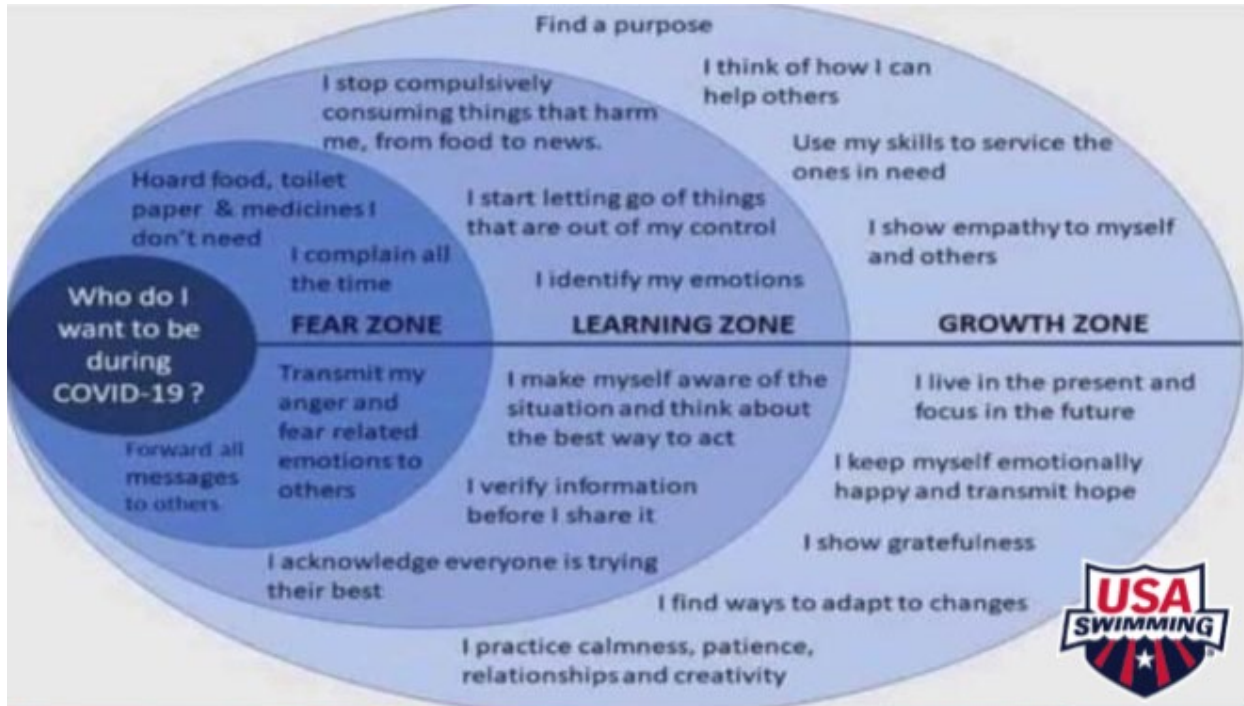 Find a purpose
I think of how I can
help others
Use my skills to service the
ones in need
I show empathy to myself
and others
I stop compulsively
consuming things that harm
me, from food to news.
I start letting go of things
that are out of my control
I identify my emotions
Hoard food, toilet
paper & medicines I
don't need
I complain all
the time
Who do I
want to be
during
COVID-19 ?
FEAR ZONE
LEARNING ZONE
GROWTH ZONE
Transmit my
anger and
fear related
emotions to
others
Forward all
messages
to others
I make myself aware of the
situation and think about
the best way to act
I verify information
before I share it
I acknowledge everyone is trying
their best
I live in the present and
focus in the future
I keep myself emotionally
happy and transmit hope
I show gratefulness
I find ways to adapt to changes
I practice calmness, patience,
relationships and creativity
USA
SWIMMING